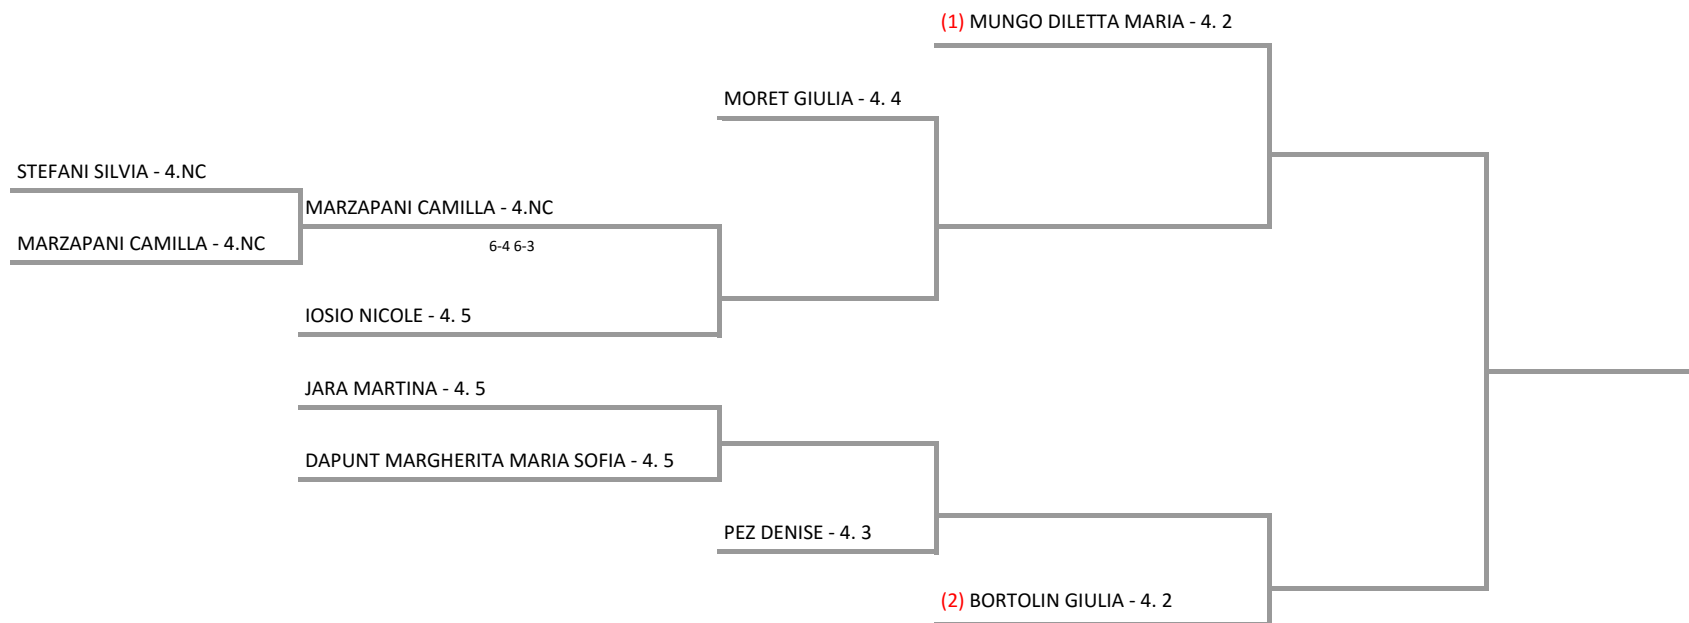 (1) MUNGO DILETTA MARIA - 4. 2
MORET GIULIA - 4. 4
STEFANI SILVIA - 4.NC
MARZAPANI CAMILLA - 4.NC
MARZAPANI CAMILLA - 4.NC
6-4 6-3
IOSIO NICOLE - 4. 5
JARA MARTINA - 4. 5
DAPUNT MARGHERITA MARIA SOFIA - 4. 5
PEZ DENISE - 4. 3
(2) BORTOLIN GIULIA - 4. 2